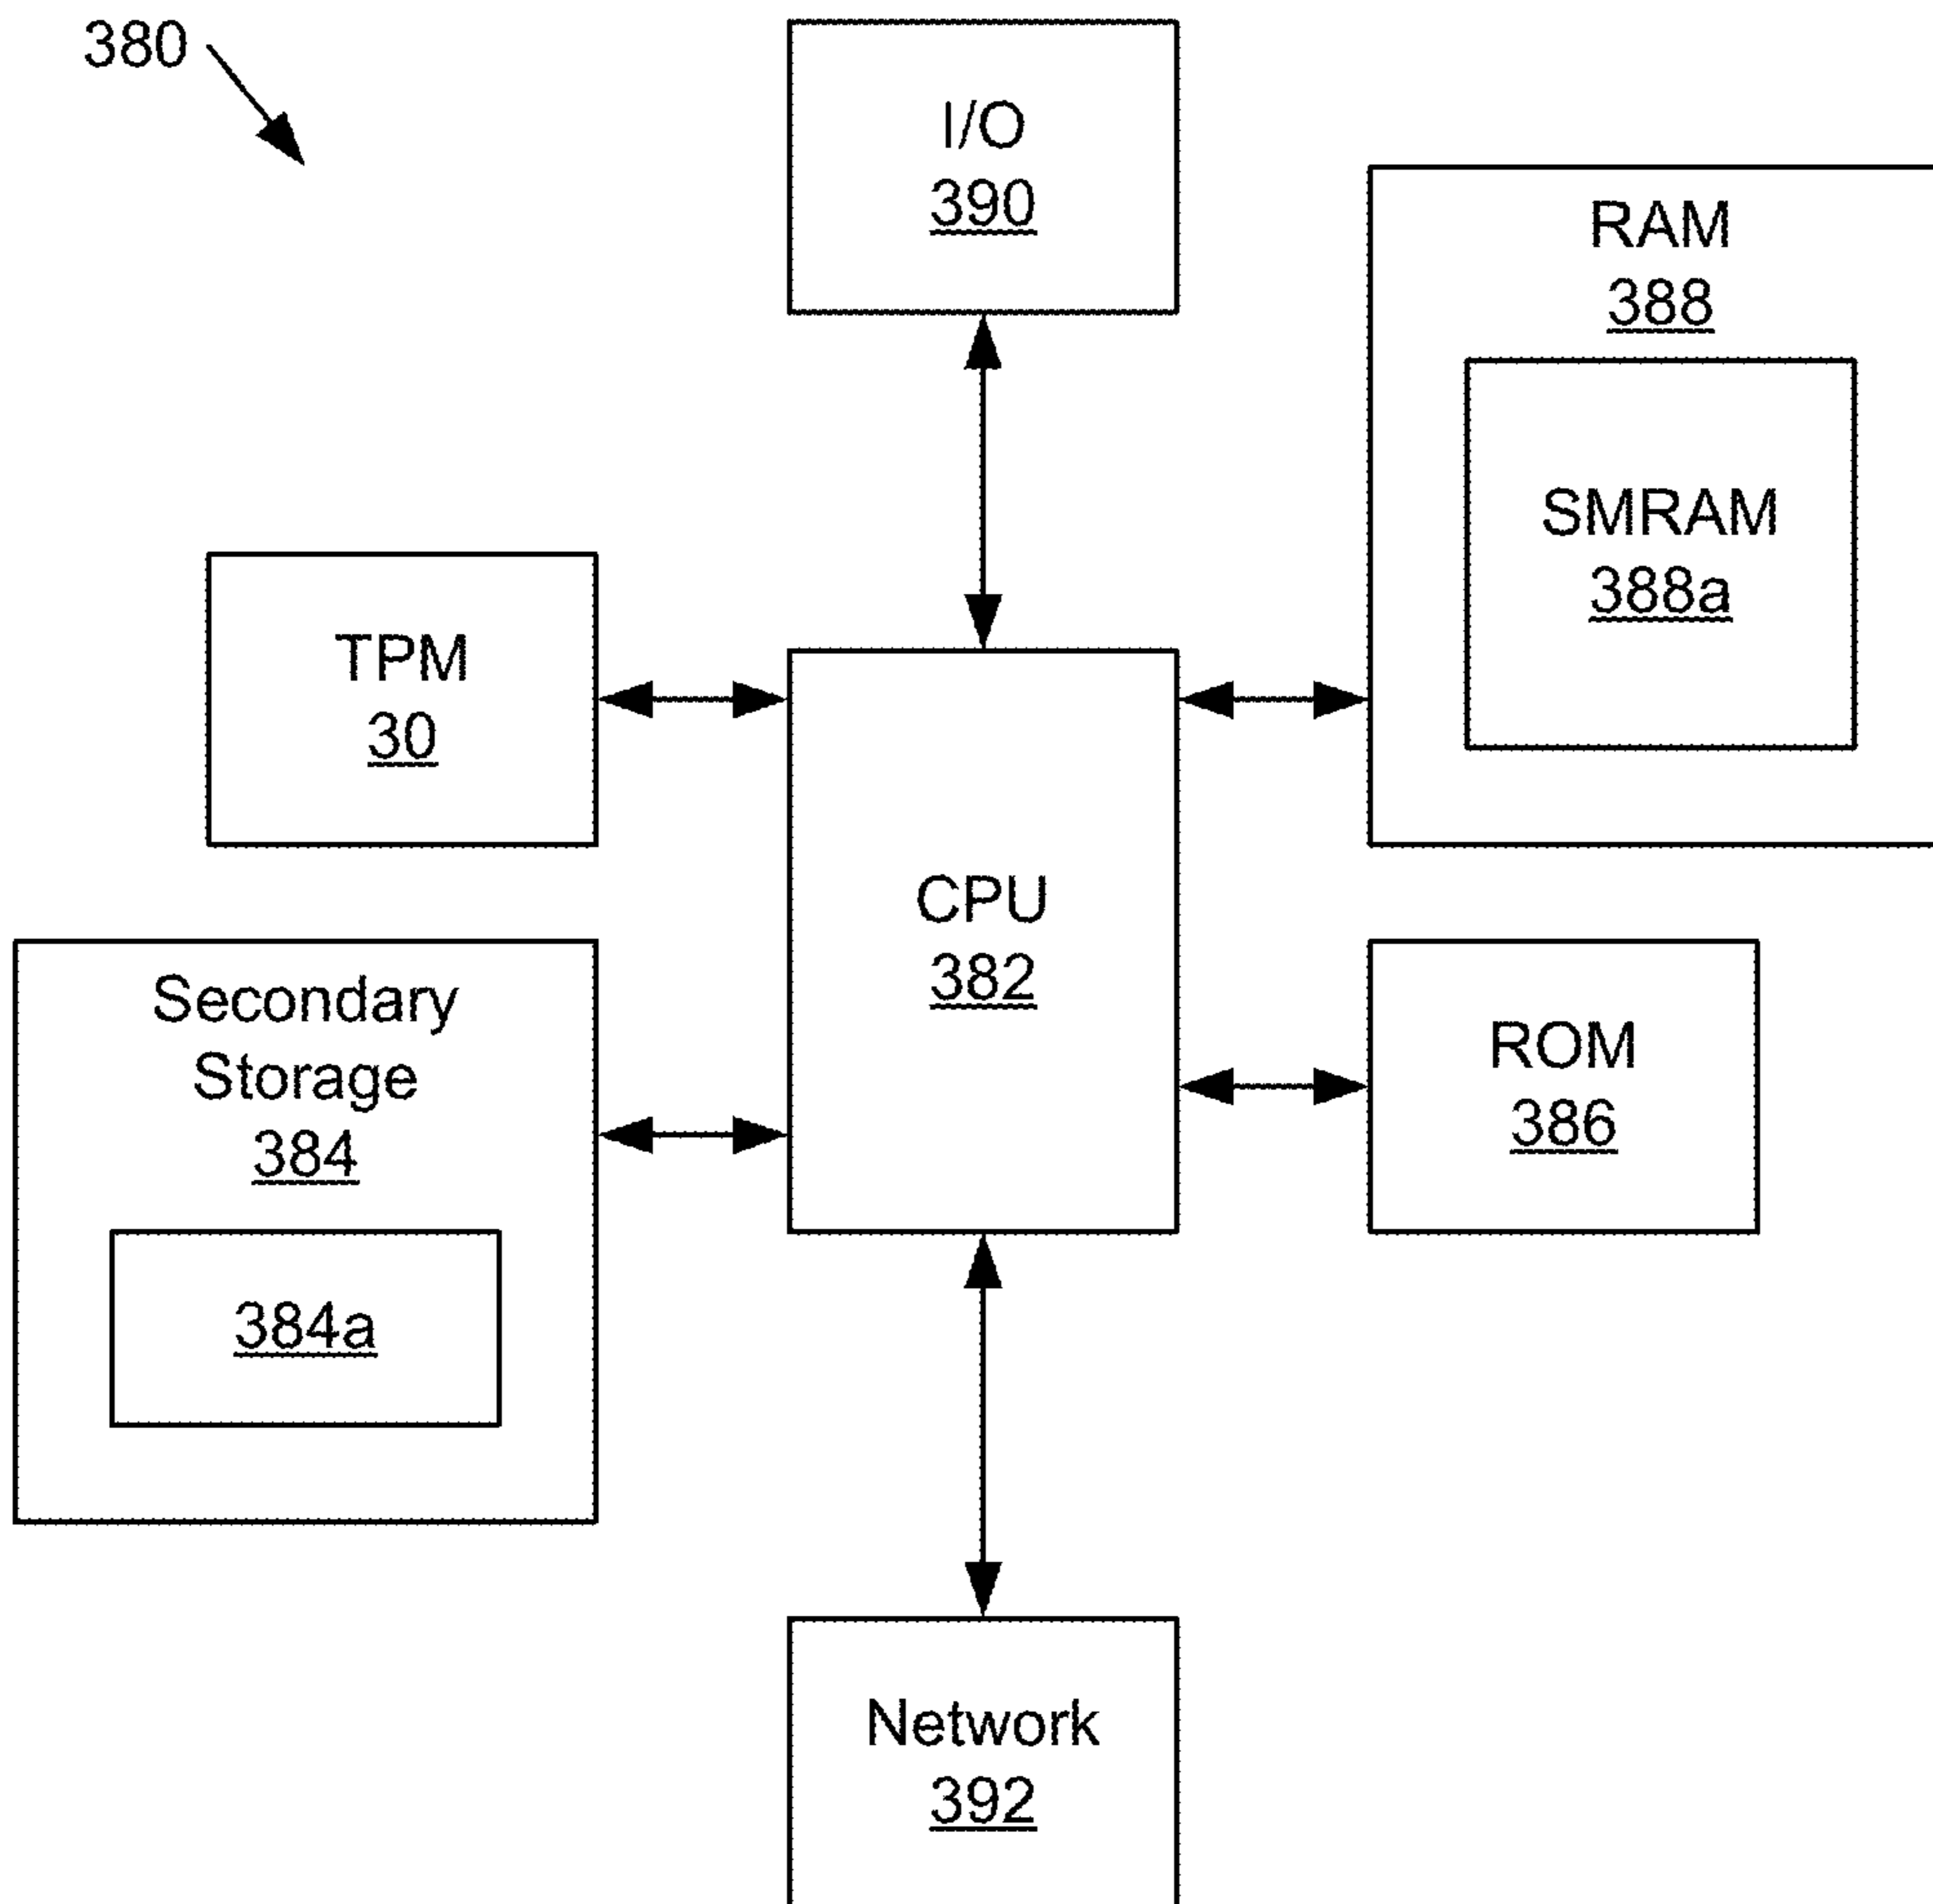 380
I/O
390
RAM
388
SMRAM
388a
TPM
30
CPU
382
Secondary
Storage
384
384a
ROM
386
Network
392